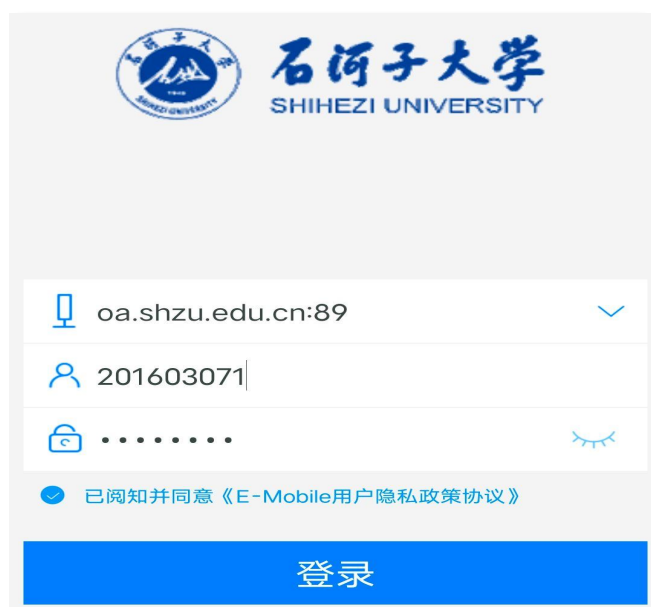 石河子大学
SHIHEZI UNIVERSITY
oa.shzu.edu.cn:89
201603071
••••••••
已阅知并同意《E-Mobile用户隐私政策协议》
登录